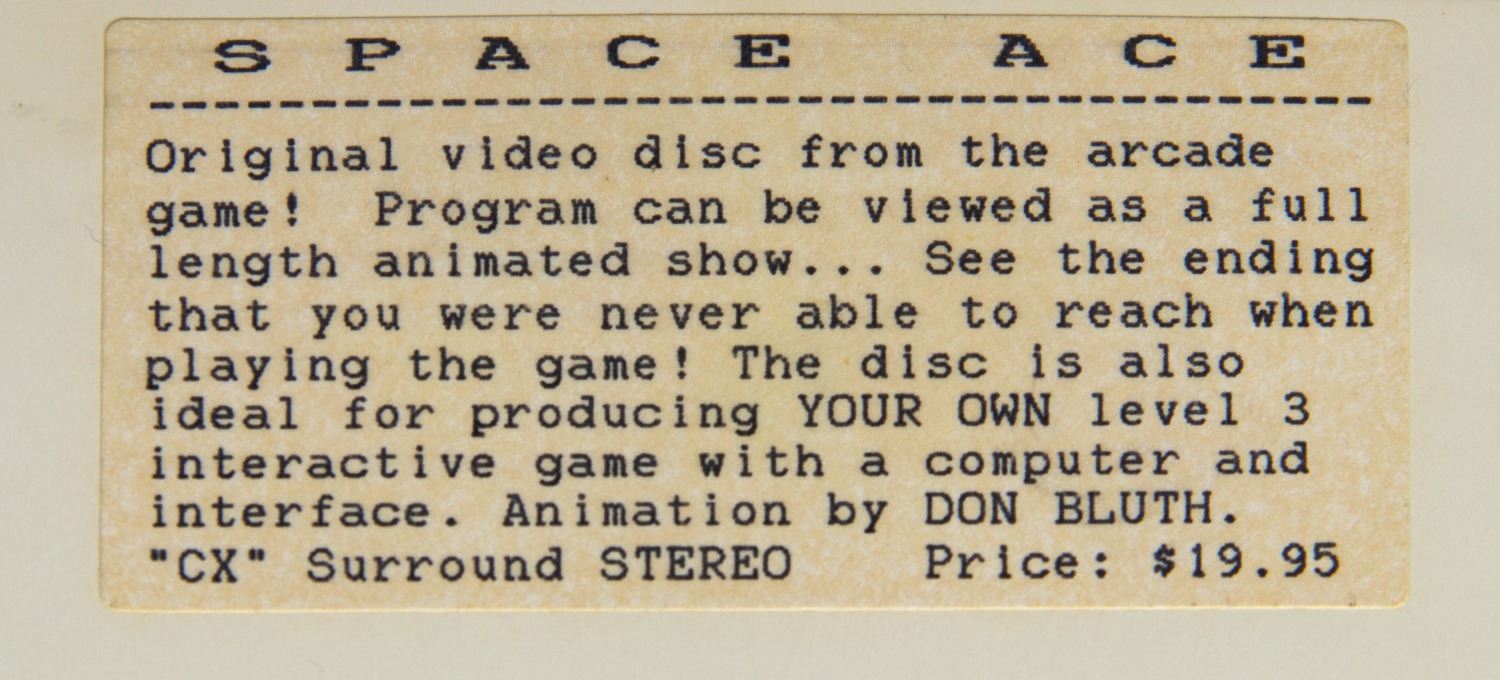 SPACE ACE
--------------------------------------
Original video disc from the arcade
game! Program can be viewed as a full
length animated show... See the ending
that you were never able to reach when
playing the game! The disc is also
ideal for producing YOUR OWN level 3
interactive game with a computer and
interface. Animation by DON BLUTH.
"CX" Surround STEREO Price: $19.95